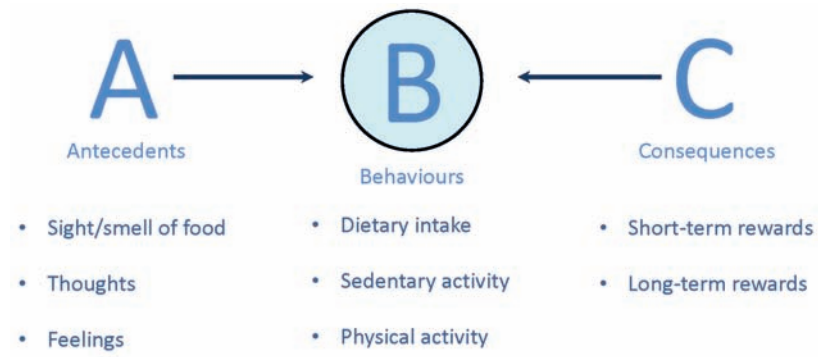 A
B
C
Antecedents
Behaviours
Consequences
• Sight/smell of food
• Thoughts
• Feelings
• Dietary intake
• Sedentary activity
• Physical activity
• Short-term rewards
• Long-term rewards